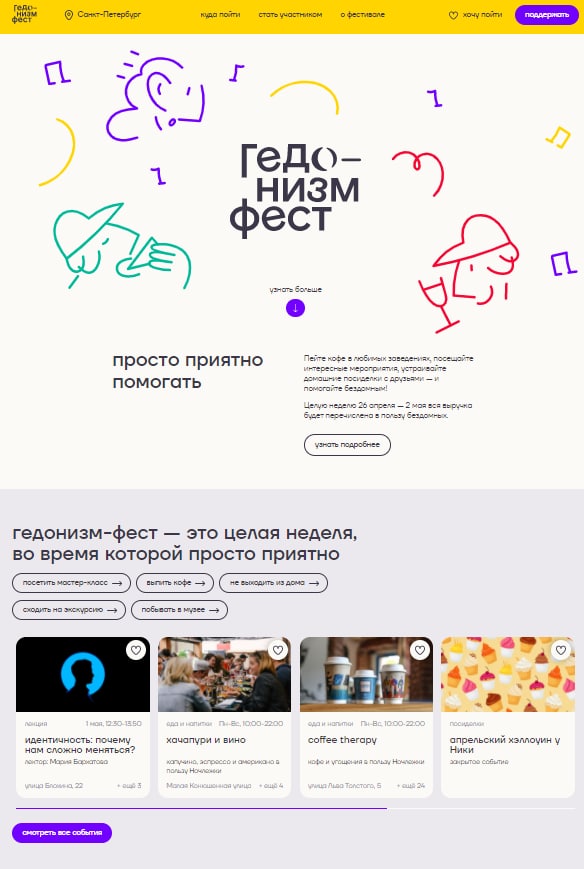 гедо–
низм
фест
Санкт-Петербург
куда пойти
стать участником
о фестивале
хочу пойти
поддержать
гедо–
низм
фест
узнать больше
просто приятно
помогать
Пейте кофе в любимых заведениях, посещайте
интересные мероприятия, устраивайте
домашние посиделки с друзьями — и
помогайте бездомным!
Целую неделю 26 апреля — 2 мая вся выручка
будет перечислена в пользу бездомных.
узнать подробнее
гедонизм-фест — это целая неделя,
во время которой просто приятно
посетить мастер-класс
выпить кофе
не выходить из дома
сходить на экскурсию
побывать в музее
лекция
1 мая, 12:30-13:50
идентичность: почему
нам сложно меняться?
лектор: Мария Бархатова
улица Блохина, 22
+ ещё 3
еда и напитки
Пн-Вс, 10:00-22:00
хачапури и вино
капучино, эспрессо и американо в
пользу Ночлежки
Малая Конюшенная улица
+ ещё 4
еда и напитки
Пн-Вс, 10:00-22:00
coffee therapy
кофе и угощения в пользу Ночлежки
улица Льва Толстого, 5
+ ещё 24
посиделки
апрельский хэллоуин у
Ники
закрытое событие
смотреть все события